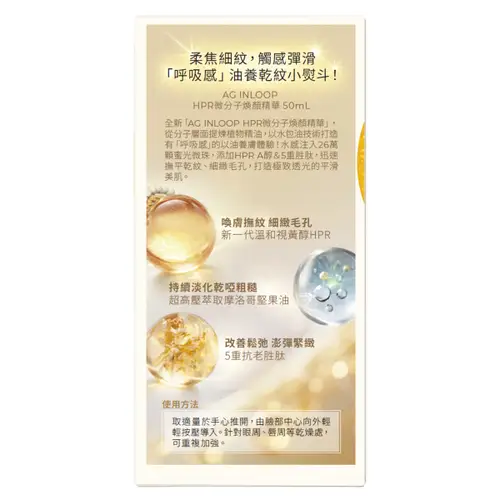 柔焦細紋，觸感彈滑
「呼吸感」油養乾紋小熨斗！
AG INLOOP
HPR微分子煥顏精華 50mL
全新「AG INLOOP HPR微分子煥顏精華」，
從分子層面提煉植物精油，以水包油技術打造
有「呼吸感」的以油養膚體驗！水感注入26萬
顆蜜光微珠，添加HPR A醇&5重胜肽，迅速
撫平乾紋、細緻毛孔，打造極致透光的平滑
美肌。
喚膚撫紋 細緻毛孔
新一代溫和視黃醇HPR
持續淡化乾啞粗糙
超高壓萃取摩洛哥堅果油
改善鬆弛 澎彈緊緻
5重抗老胜肽
使用方法
取適量於手心推開，由臉部中心向外輕
輕按壓導入。針對眼周、唇周等乾燥處，
可重複加強。